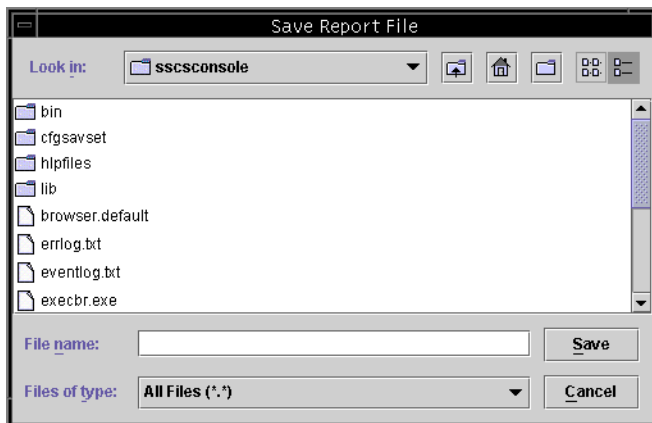 Save Report File
Look in: sscsconsole
bin
cfgsavset
hlpfiles
lib
browser.default
errlog.txt
eventlog.txt
execbr.exe
File name: Save
Files of type: All Files (*.*) Cancel